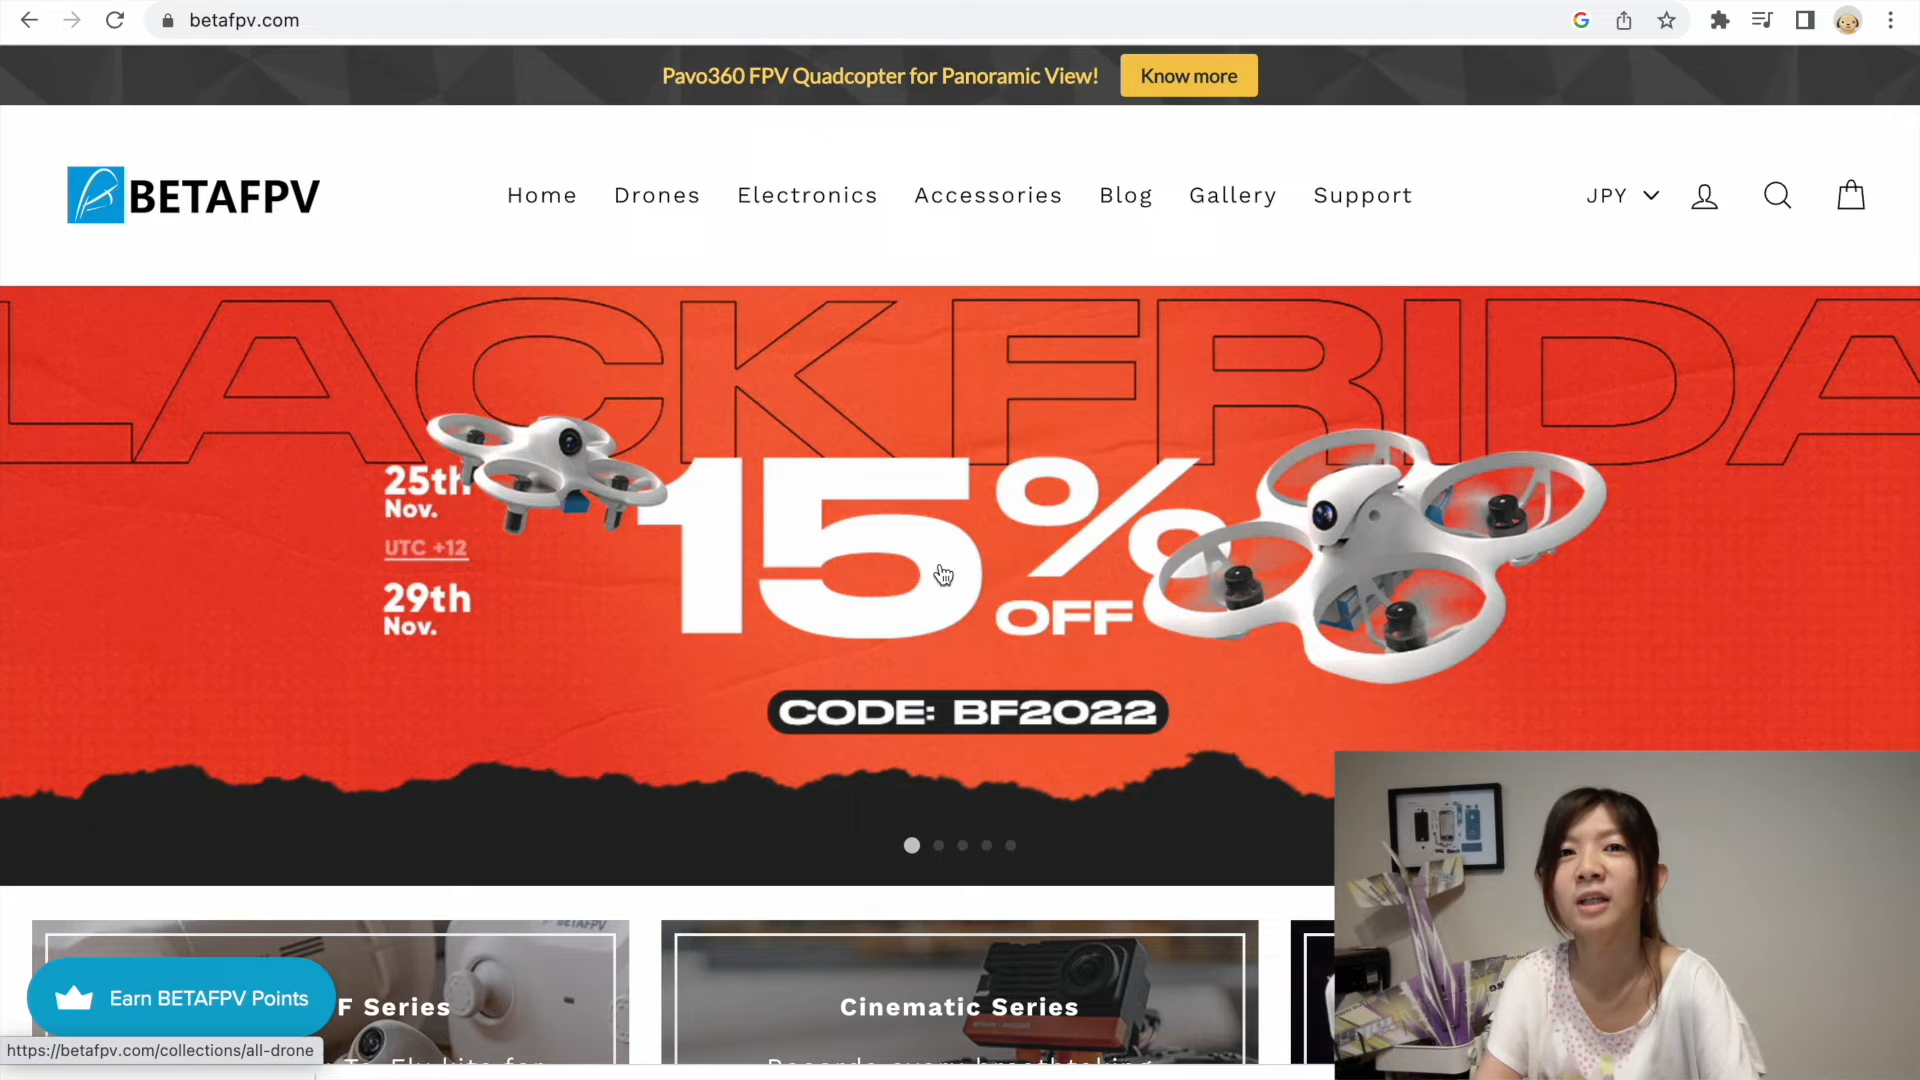 betafpv.com
Pavo360 FPV Quadcopter for Panoramic View! Know more
BETAFPV Home Drones Electronics Accessories Blog Gallery Support JPY
LACK FRIDA
25th
Nov.
UTC +12
29th
Nov.
15%
OFF
CODE: BF2022
BETAFPV
F Series
Cinematic Series
Earn BETAFPV Points
https://betafpv.com/collections/all-drone